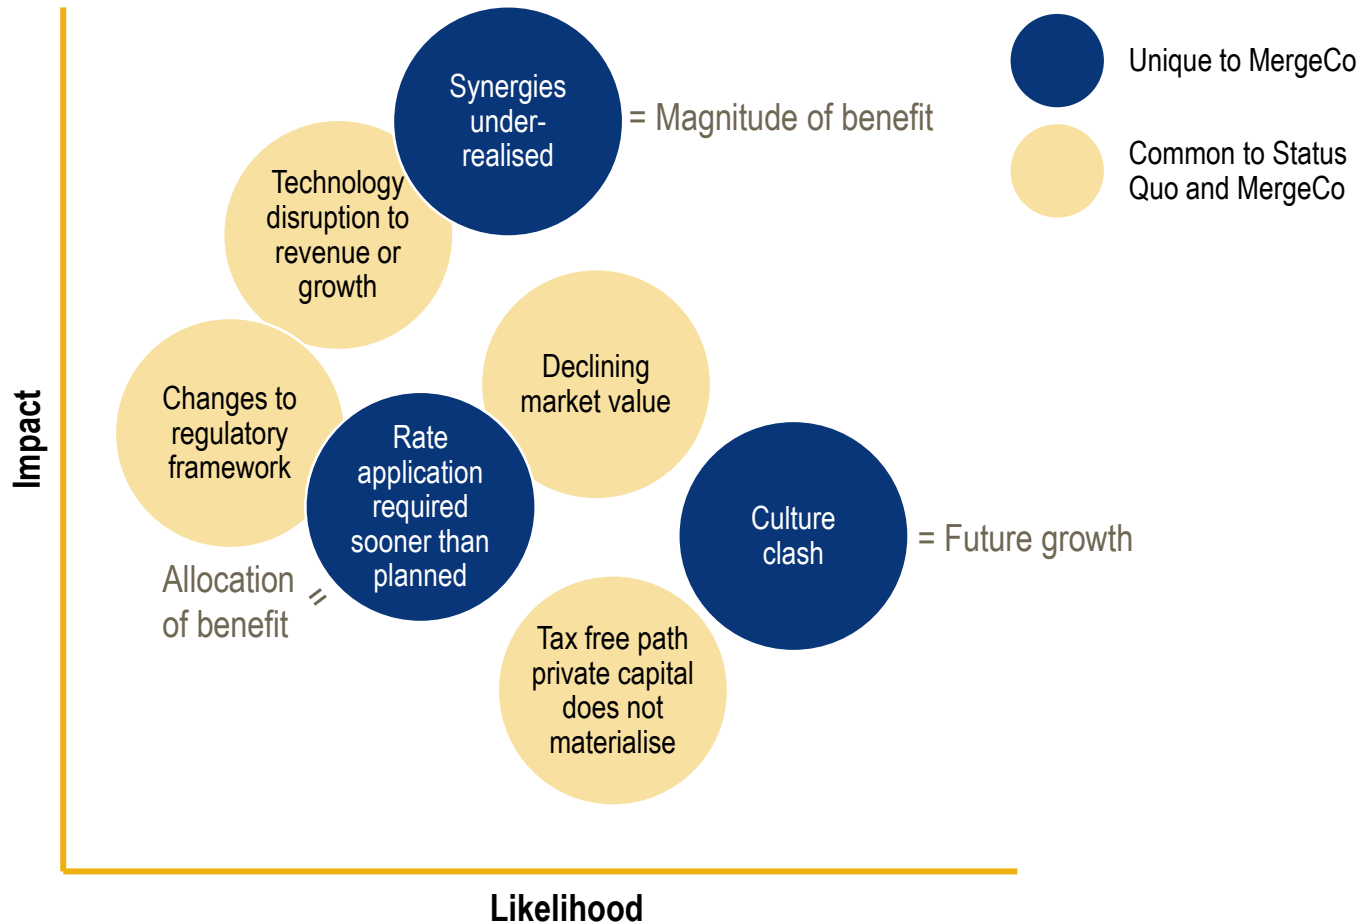 Synergies
under-
realised
= Magnitude of benefit
Unique to MergeCo
Common to Status
Quo and MergeCo
Technology
disruption to
revenue or
growth
Declining
market value
Changes to
regulatory
framework
Rate
application
required
sooner than
planned
Culture
clash
= Future growth
Allocation
of benefit
=
Tax free path
private capital
does not
materialise
Impact
Likelihood